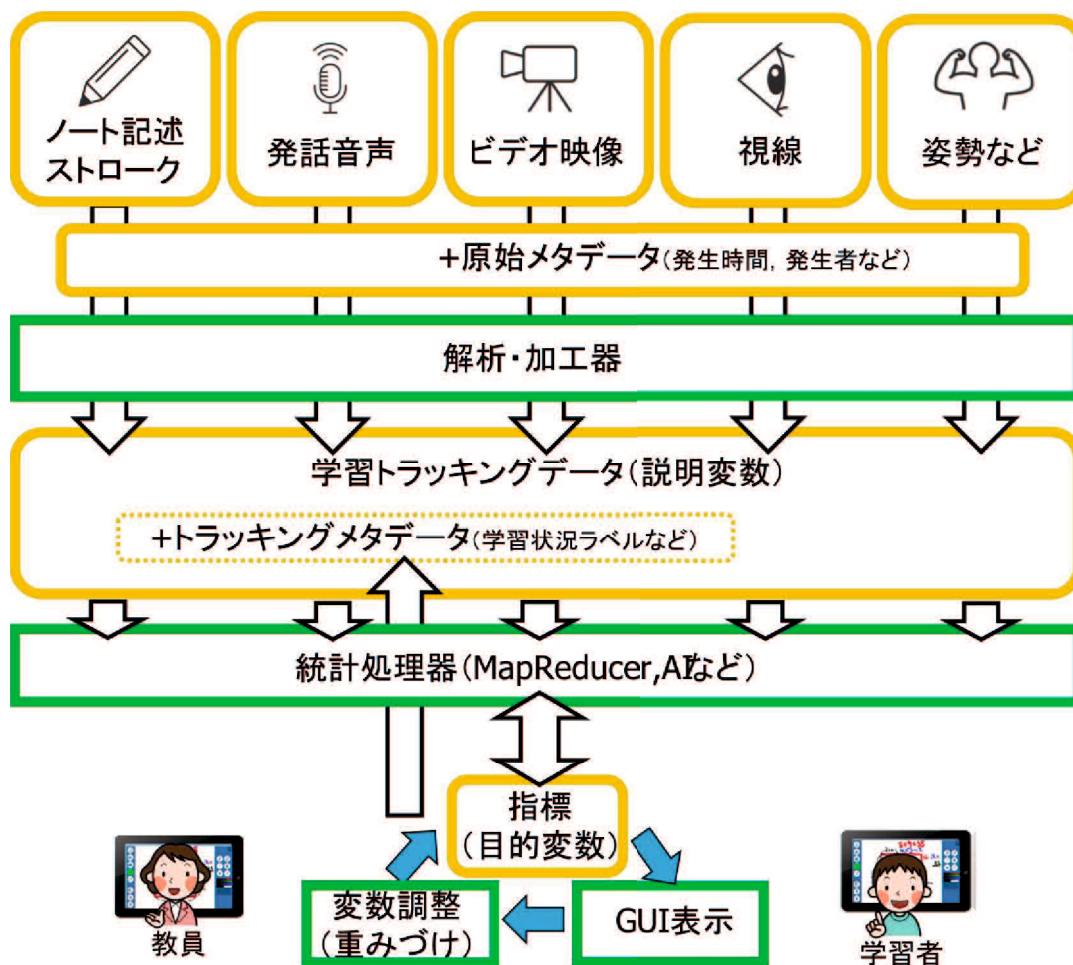 ノート記述
ストローク
発話音声
ビデオ映像
視線
姿勢など
+原始メタデータ(発生時間, 発生者など)
解析・加工器
学習トラッキングデータ(説明変数)
+トラッキングメタデータ(学習状況ラベルなど)
統計処理器(MapReducer,AIなど)
指標
(目的変数)
変数調整
(重みづけ)
GUI表示
教員
学習者